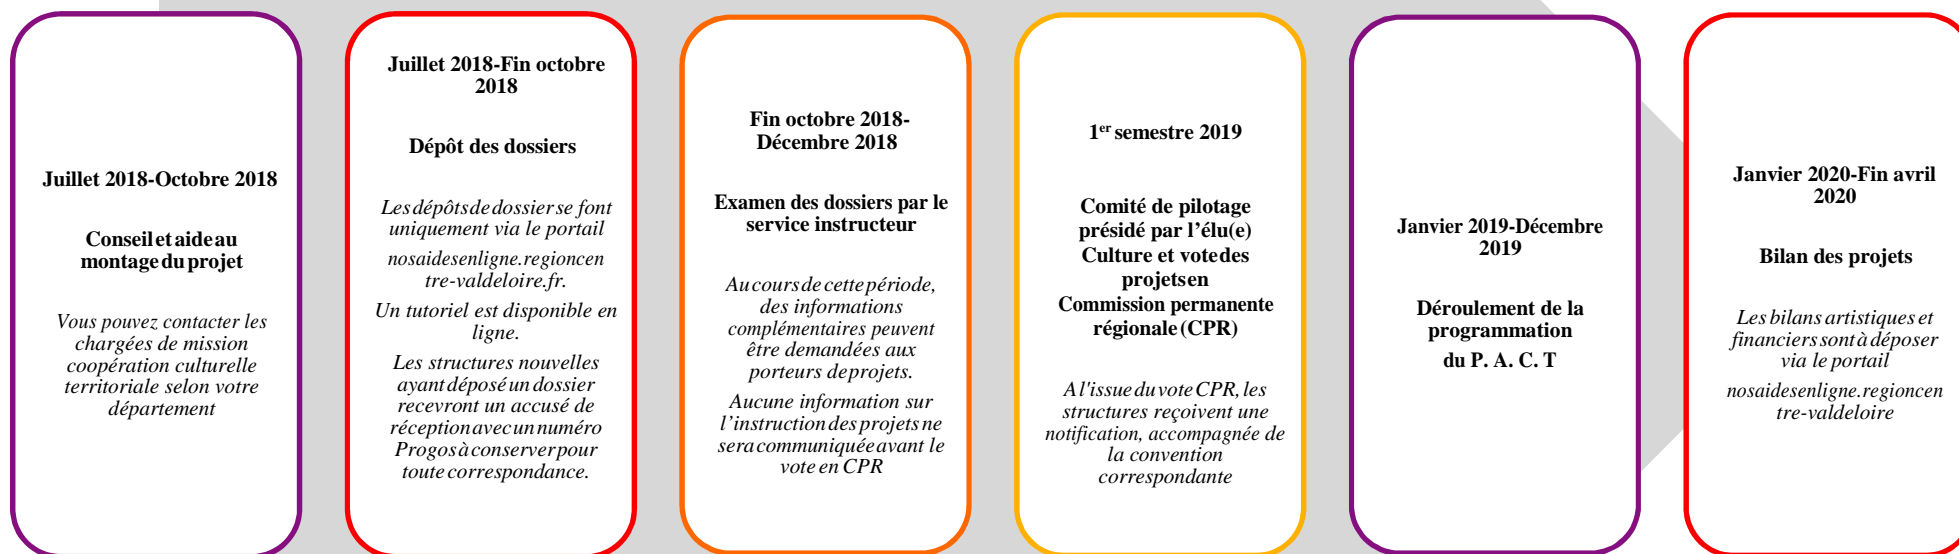 Juillet 2018-Octobre 2018
Conseil et aide au
montage du projet
Vous pouvez contacter les
chargées de mission
coopération culturelle
territoriale selon votre
département
Juillet 2018-Fin octobre
2018
Dépôt des dossiers
Les dépôts de dossier se font
uniquement via le portail
nosaidesenligne.regioncen
tre-valdeloire.fr.
Un tutoriel est disponible en
ligne.
Les structures nouvelles
ayant déposé un dossier
recevront un accusé de
réception avec un numéro
Progos à conserver pour
toute correspondance.
Fin octobre 2018-
Décembre 2018
Examen des dossiers par le
service instructeur
Au cours de cette période,
des informations
complémentaires peuvent
être demandées aux
porteurs de projets.
Aucune information sur
l’instruction des projets ne
sera communiquée avant le
vote en CPR
1er semestre 2019
Comité de pilotage
présidé par l’élu(e)
Culture et vote des
projets en
Commission permanente
régionale (CPR)
A l'issue du vote CPR, les
structures reçoivent une
notification, accompagnée de
la convention
correspondante
Janvier 2019-Décembre
2019
Déroulement de la
programmation
du P. A. C. T
Janvier 2020-Fin avril
2020
Bilan des projets
Les bilans artistiques et
financiers sont à déposer
via le portail
nosaidesenligne.regioncen
tre-valdeloire